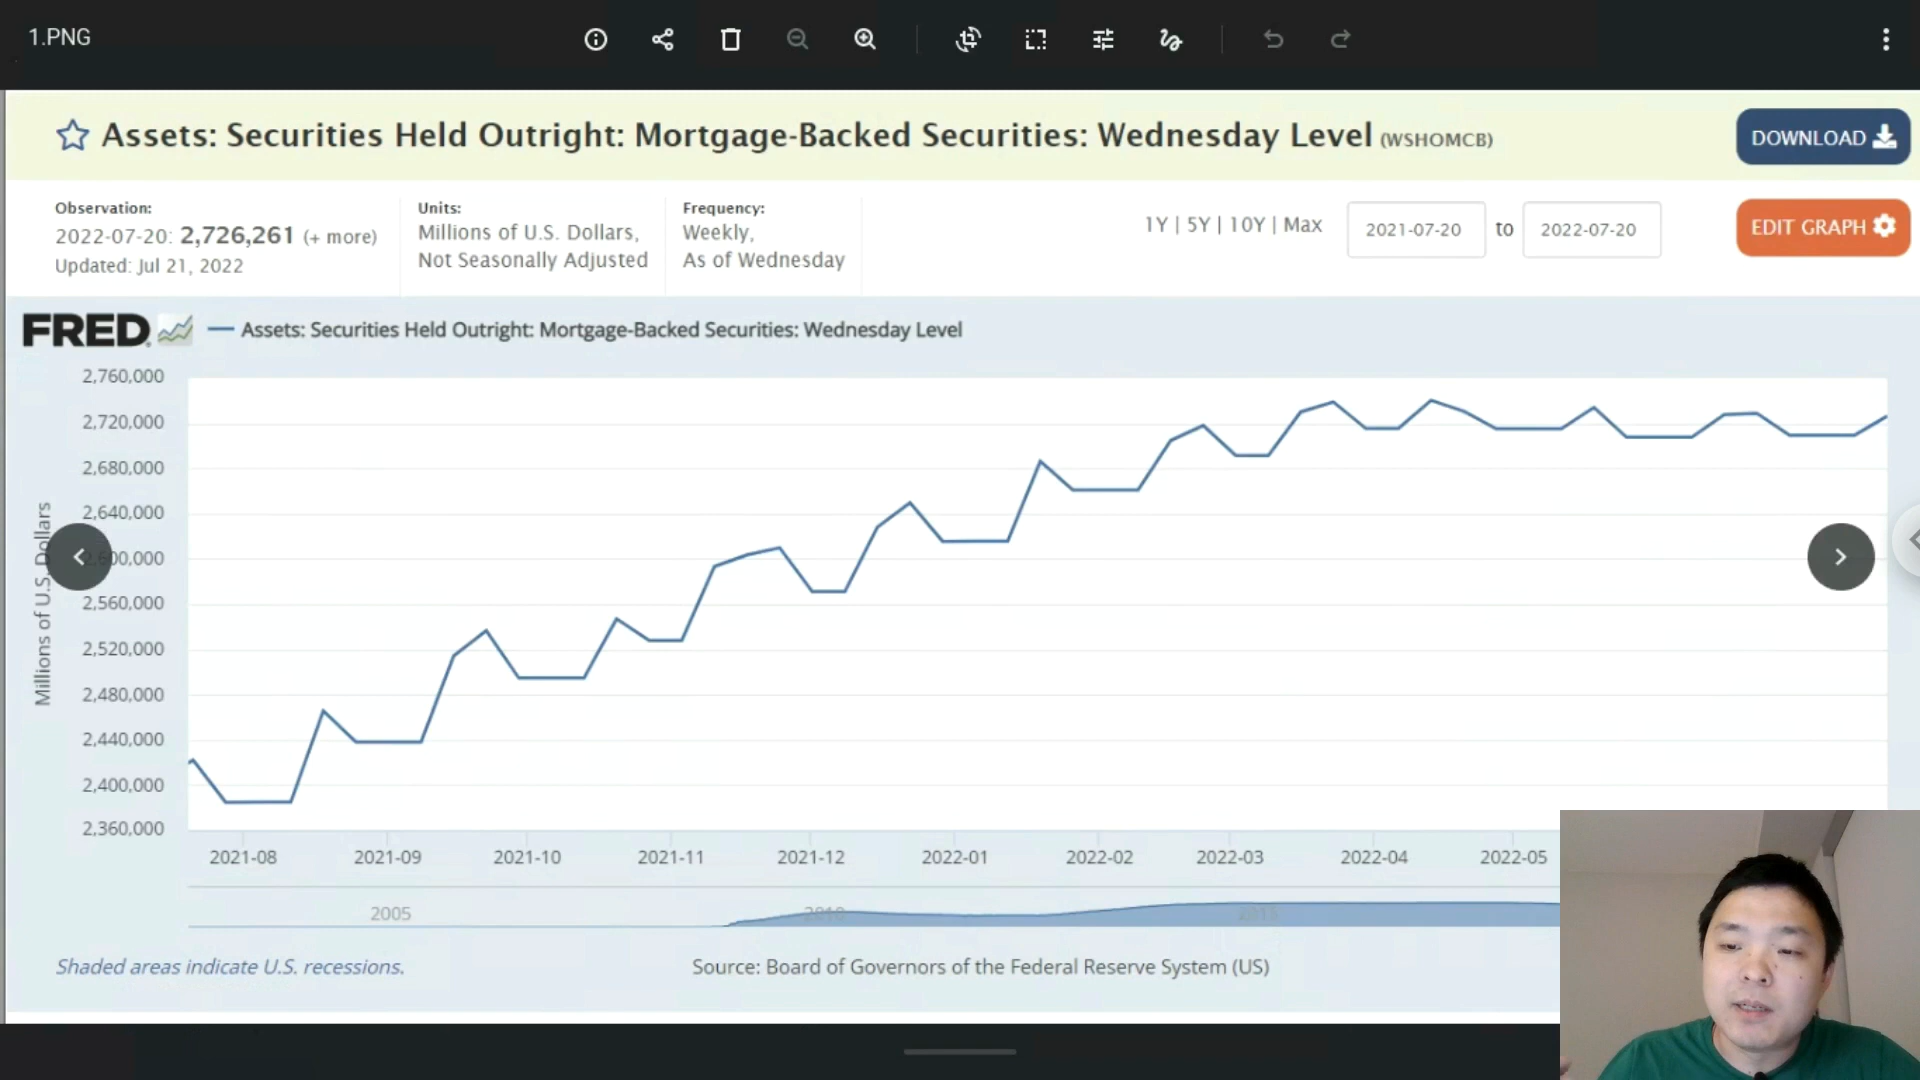 1.PNG
Assets: Securities Held Outright: Mortgage-Backed Securities: Wednesday Level (WSHOMCB)
DOWNLOAD
Observation:
2022-07-20: 2,726,261 (+ more)
Updated: Jul 21, 2022
Units:
Millions of U.S. Dollars,
Not Seasonally Adjusted
Frequency:
Weekly,
As of Wednesday
1Y | 5Y | 10Y | Max
2021-07-20 to 2022-07-20
EDIT GRAPH
FRED
Assets: Securities Held Outright: Mortgage-Backed Securities: Wednesday Level
Millions of U.S. Dollars
2,760,000
2,720,000
2,680,000
2,640,000
2,560,000
2,520,000
2,480,000
2,440,000
2,400,000
2,360,000
2021-08 2021-09 2021-10 2021-11 2021-12 2022-01 2022-02 2022-03 2022-04 2022-05
2005 2010 2015
Shaded areas indicate U.S. recessions.
Source: Board of Governors of the Federal Reserve System (US)